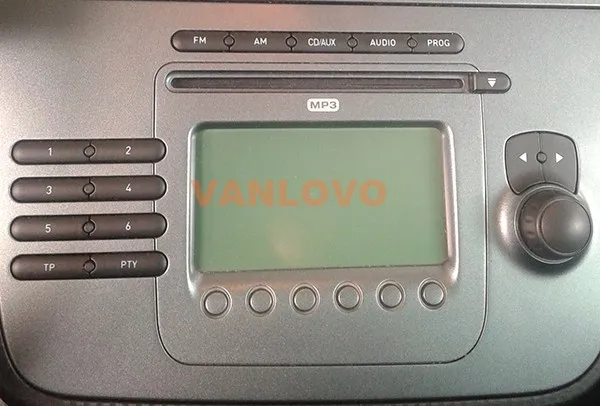 FM AM CD/AUX AUDIO PROG
MP3
1 2
3 4
VANLOVO
5 6
TP PTY